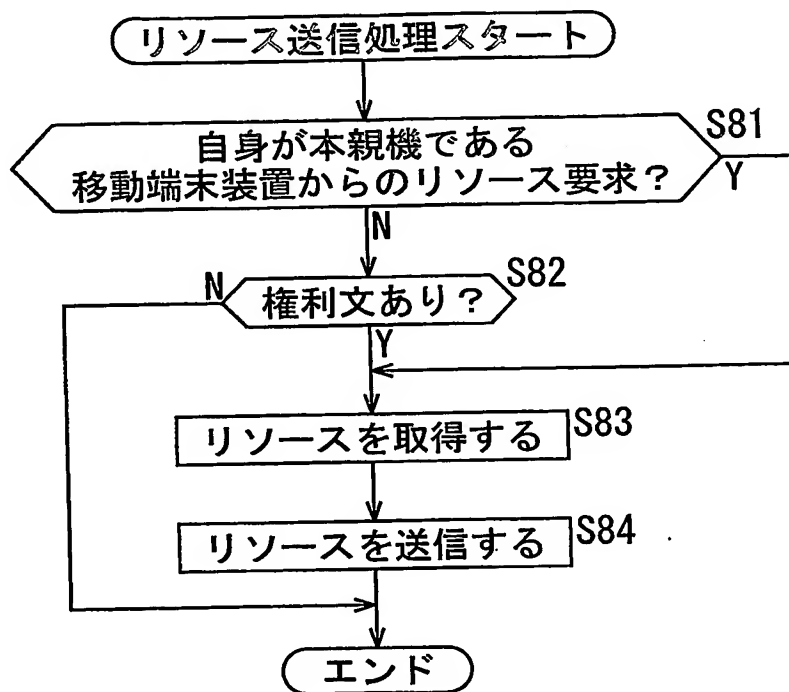 リソース送信処理スタート
自身が本親機である
移動端末装置からのリソース要求？
S81
Y
N
N
権利文あり？
S82
Y
リソースを取得する
S83
リソースを送信する
S84
エンド